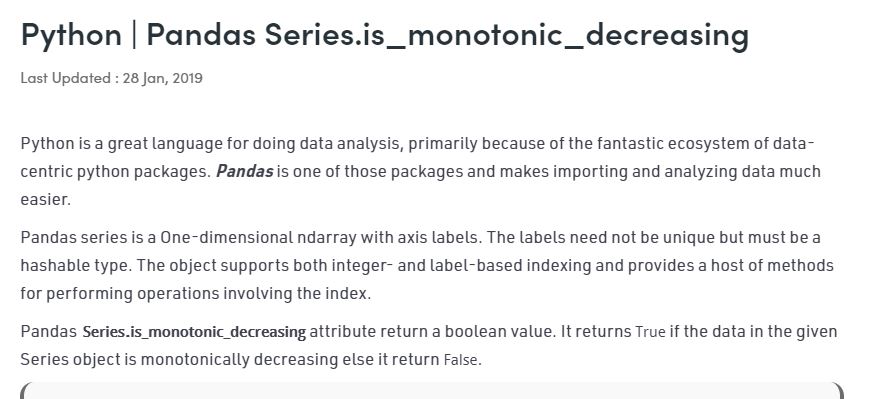 Python | Pandas Series.is_monotonic_decreasing
Last Updated : 28 Jan, 2019
Python is a great language for doing data analysis, primarily because of the fantastic ecosystem of data-
centric python packages. Pandas is one of those packages and makes importing and analyzing data much
easier.
Pandas series is a One-dimensional ndarray with axis labels. The labels need not be unique but must be a
hashable type. The object supports both integer- and label-based indexing and provides a host of methods
for performing operations involving the index.
Pandas Series.is_monotonic_decreasing attribute return a boolean value. It returns True if the data in the given
Series object is monotonically decreasing else it return False.